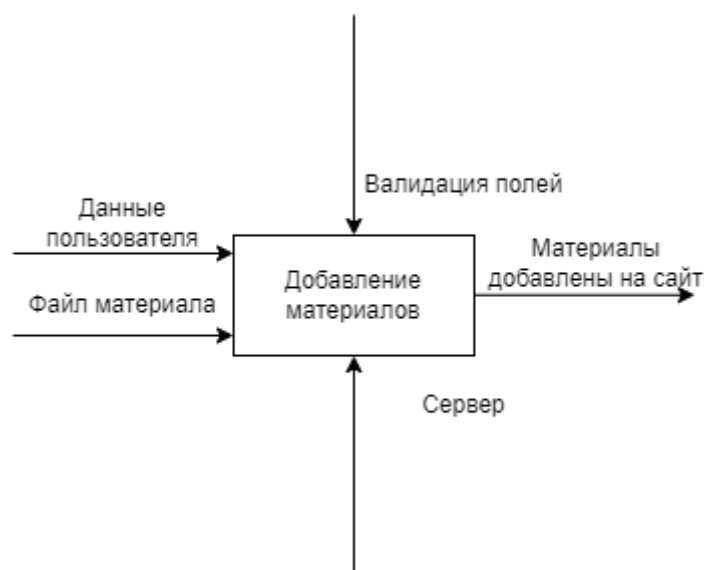 Валидация полей
Данные
пользователя
Файл материала
Добавление
материалов
Материалы
добавлены на сайт
Сервер